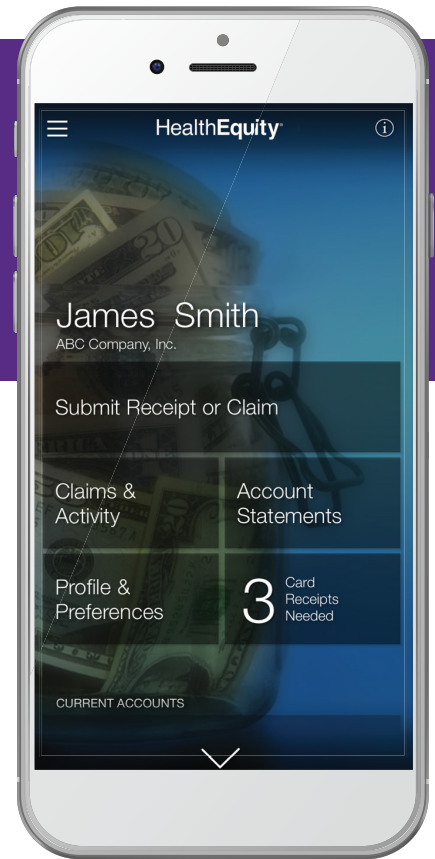 HealthEquity®
James Smith
ABC Company, Inc.
Submit Receipt or Claim
Claims &
Activity
Account
Statements
Profile &
Preferences
3
Card
Receipts
Needed
CURRENT ACCOUNTS